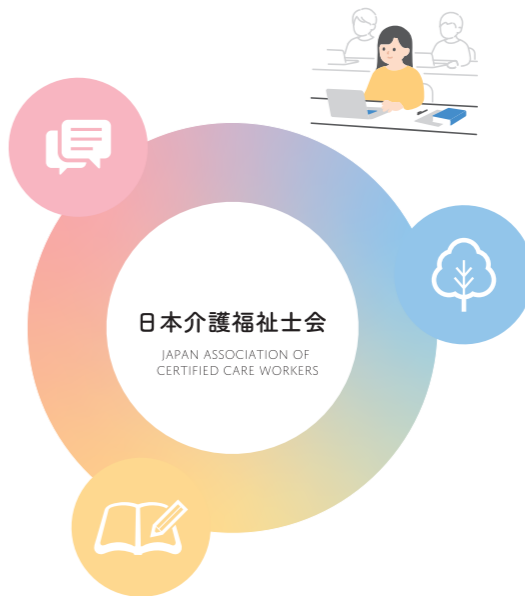 日本介護福祉士会
JAPAN ASSOCIATION OF
CERTIFIED CARE WORKERS